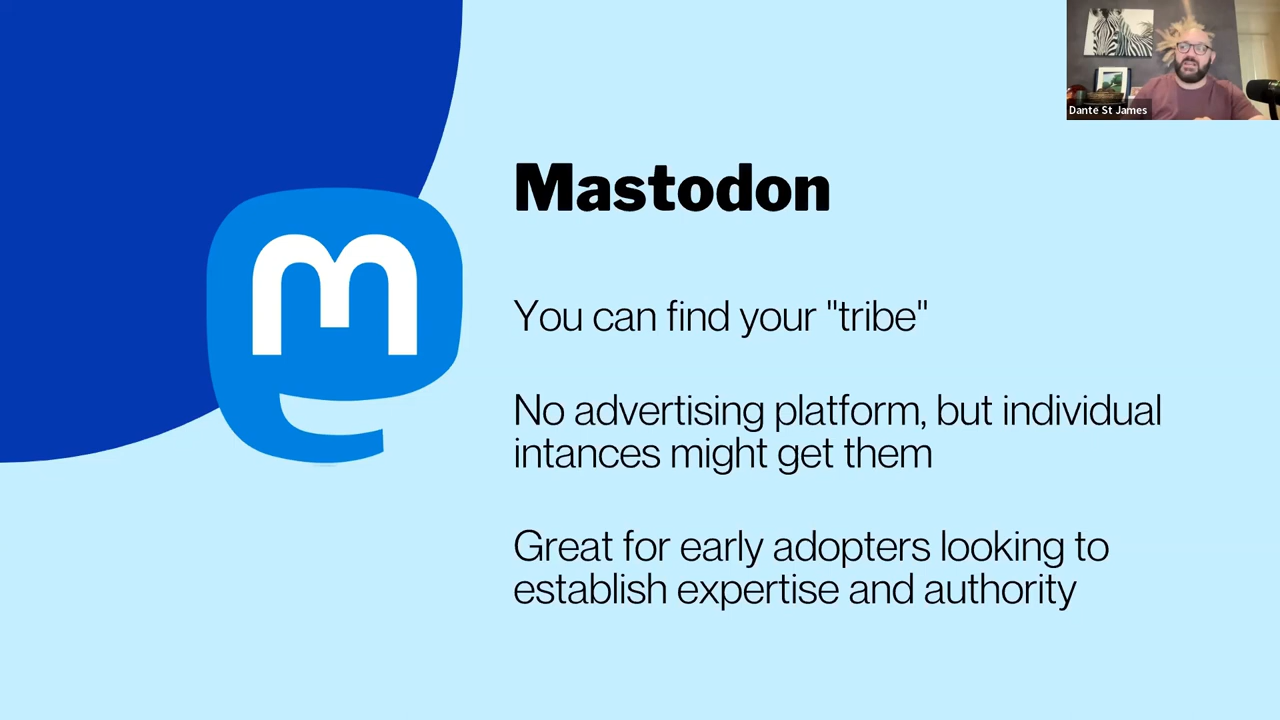 Dante St James
Mastodon
You can find your "tribe"
No advertising platform, but individual
intances might get them
Great for early adopters looking to
establish expertise and authority